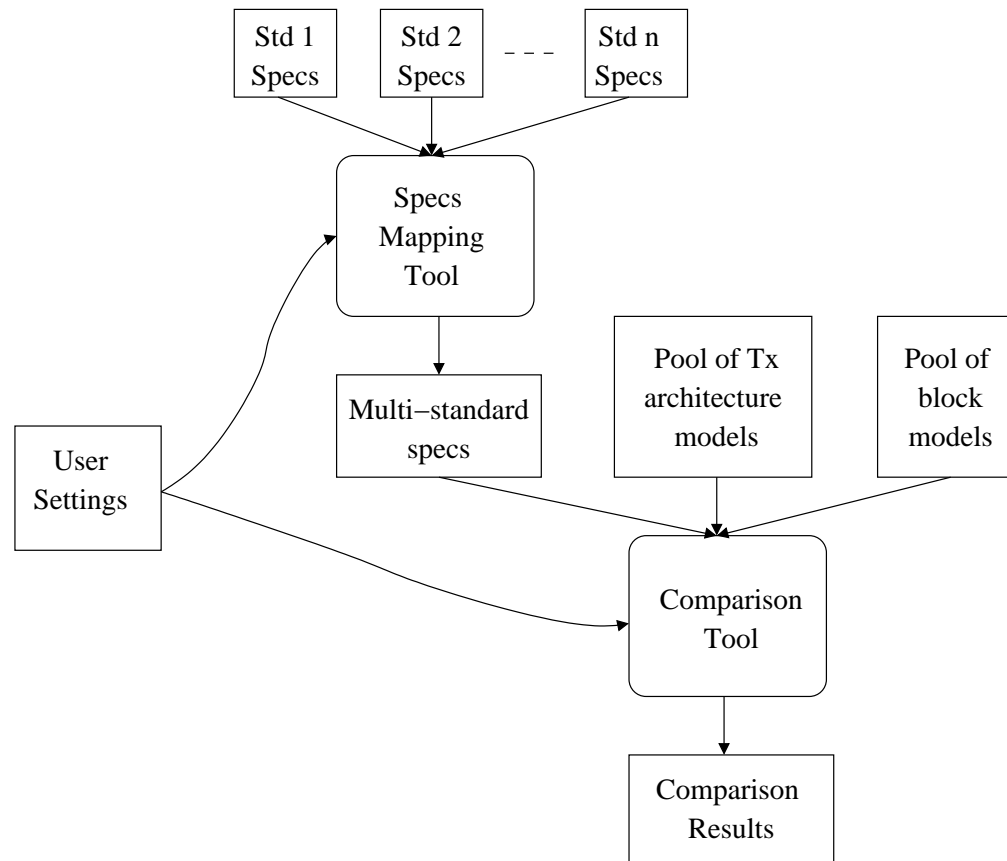 Std 1
Specs
Std 2
Specs
Std n
Specs
Specs
Mapping
Tool
Multi−standard
specs
Pool of Tx
architecture
models
Pool of
block
models
User
Settings
Comparison
Tool
Comparison
Results